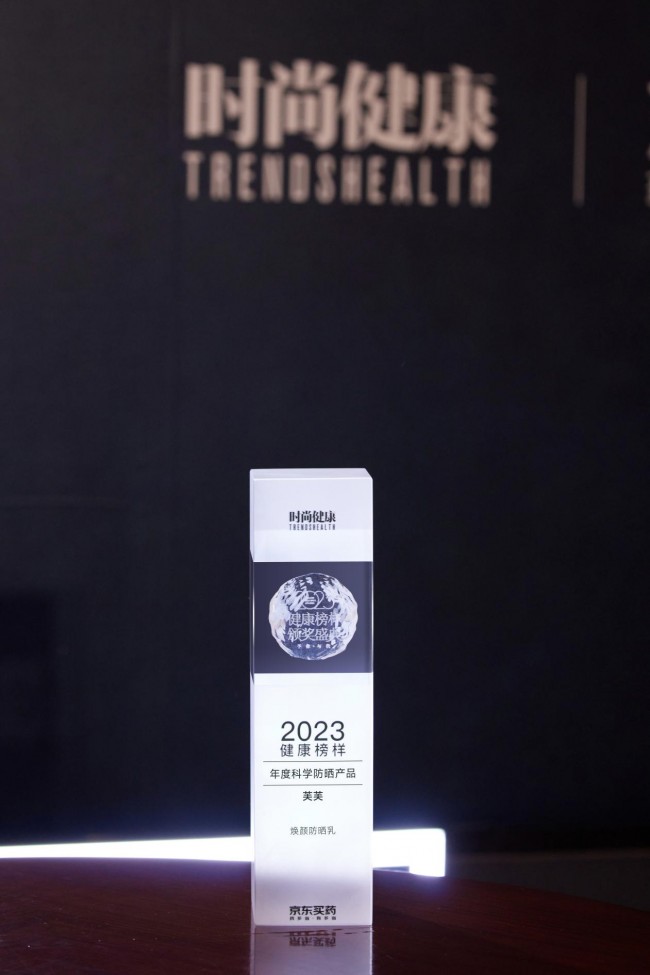 时尚健康
TRENDSHEALTH
时尚健康
TRENDSHEALTH
2023
健康榜样
颁奖盛典
2023
健康榜样
年度科学防晒产品
芙芙
焕颜防晒乳
京东买药